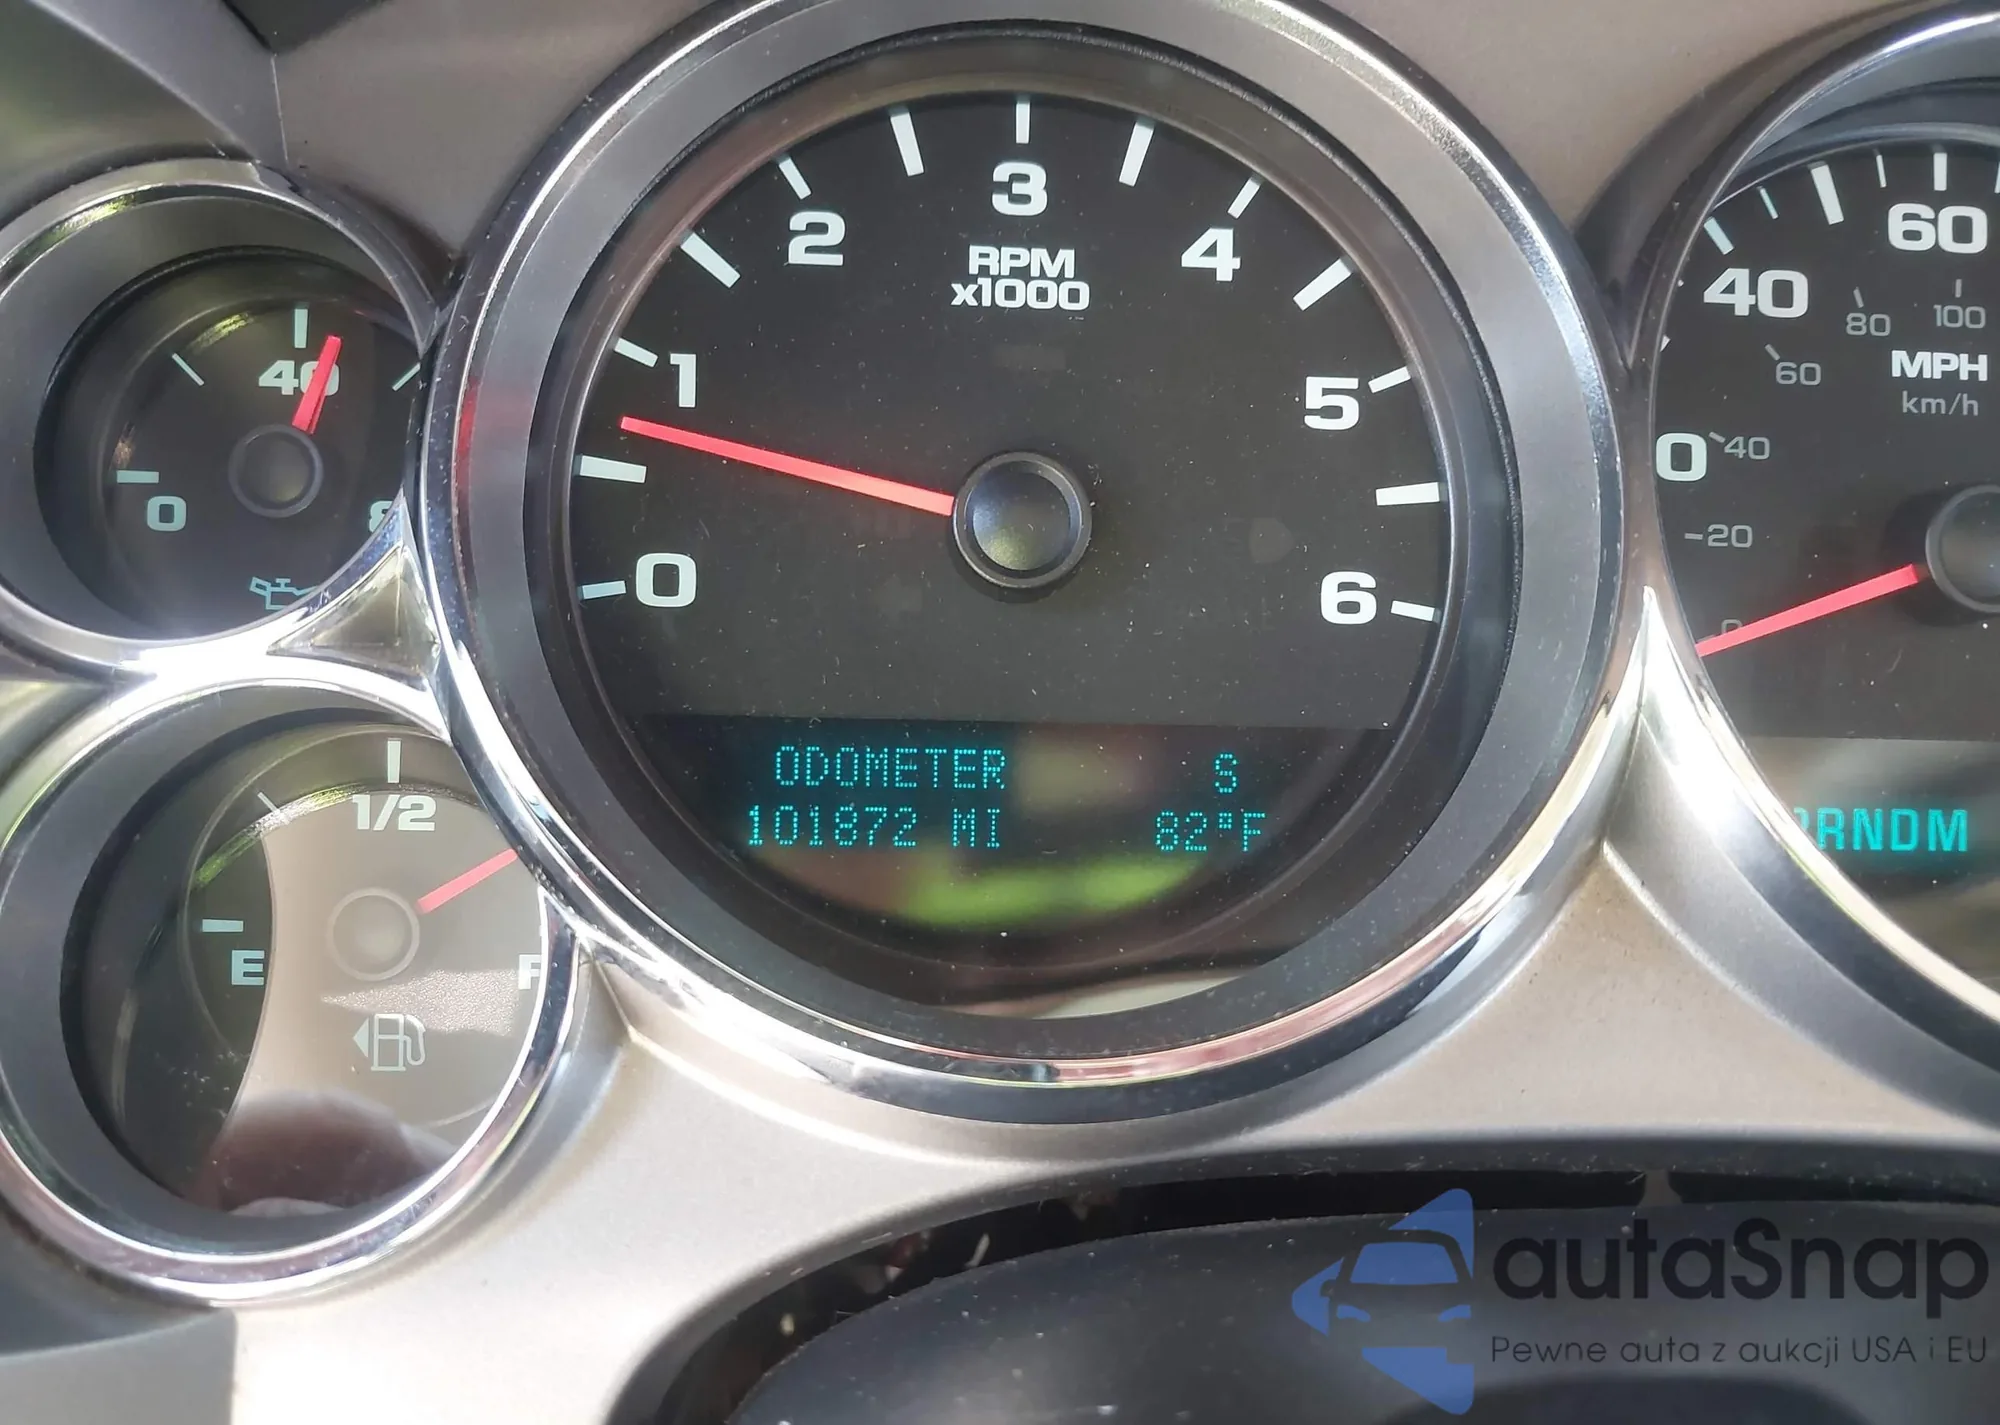 3
2
4
RPM
x1000
1
5
0
6
40
0
60
40
80
100
MPH
60
km/h
0
40
20
0
ODOMETER S
101872 MI 82°F
RNDM
1/2
E
F
autaSnap
Pewne auta z aukcji USA i EU